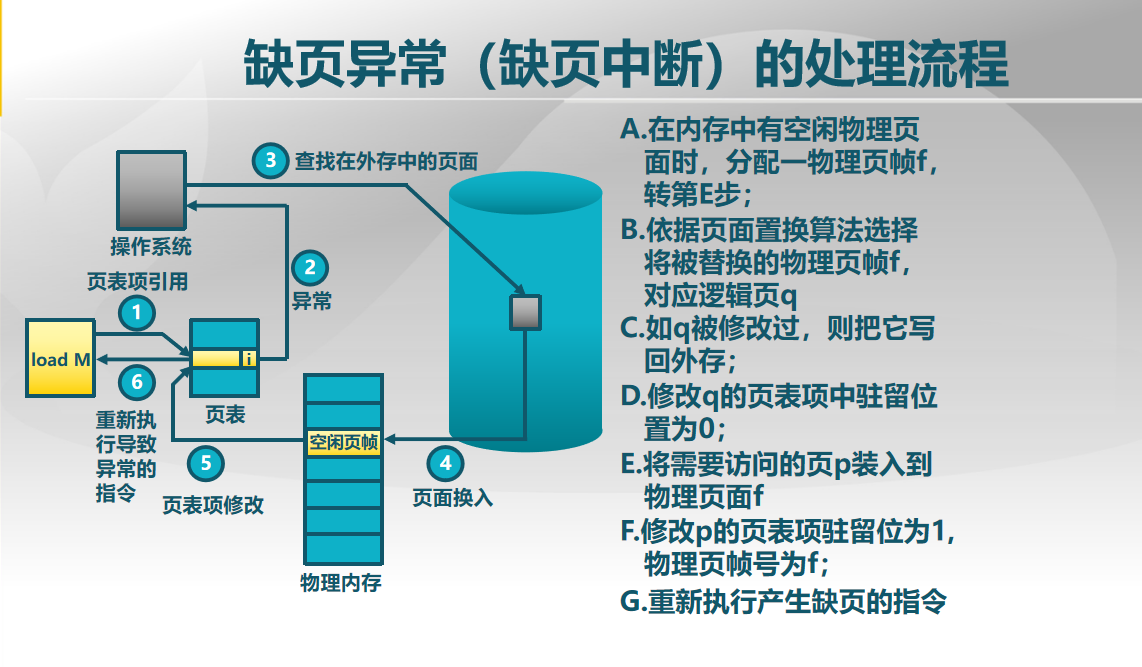 缺页异常（缺页中断）的处理流程
3 查找在外存中的页面
操作系统
2
异常
页表项引用
1
load M
i
6
页表
重新执
行导致
异常的
指令
5
页表项修改
空闲页帧
4
页面换入
物理内存
A.在内存中有空闲物理页
面时，分配一物理页帧f，
转第E步；
B.依据页面置换算法选择
将被替换的物理页帧f，
对应逻辑页q
C.如q被修改过，则把它写
回外存；
D.修改q的页表项中驻留位
置为0；
E.将需要访问的页p装入到
物理页面f
F.修改p的页表项驻留位为1，
物理页帧号为f；
G.重新执行产生缺页的指令